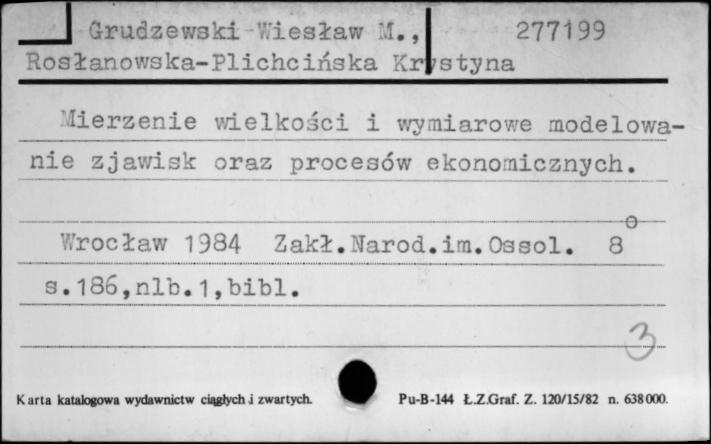 Grudzewski Wiesław M., 277199
Rosłanowska-Plichcińska Krystyna
Mierzenie wielkości i wymiarowe modelowa-
nie zjawisk oraz procesów ekonomicznych.
Wrocław 1984 Zakł.Narod.im.Ossol. 8o
s.186,nlb.1,bibl.
3
Karta katalogowa wydawnictw ciągłych i zwartych. Pu-B-144 Ł.Z.Graf. Z. 120/15/82 n. 638000.